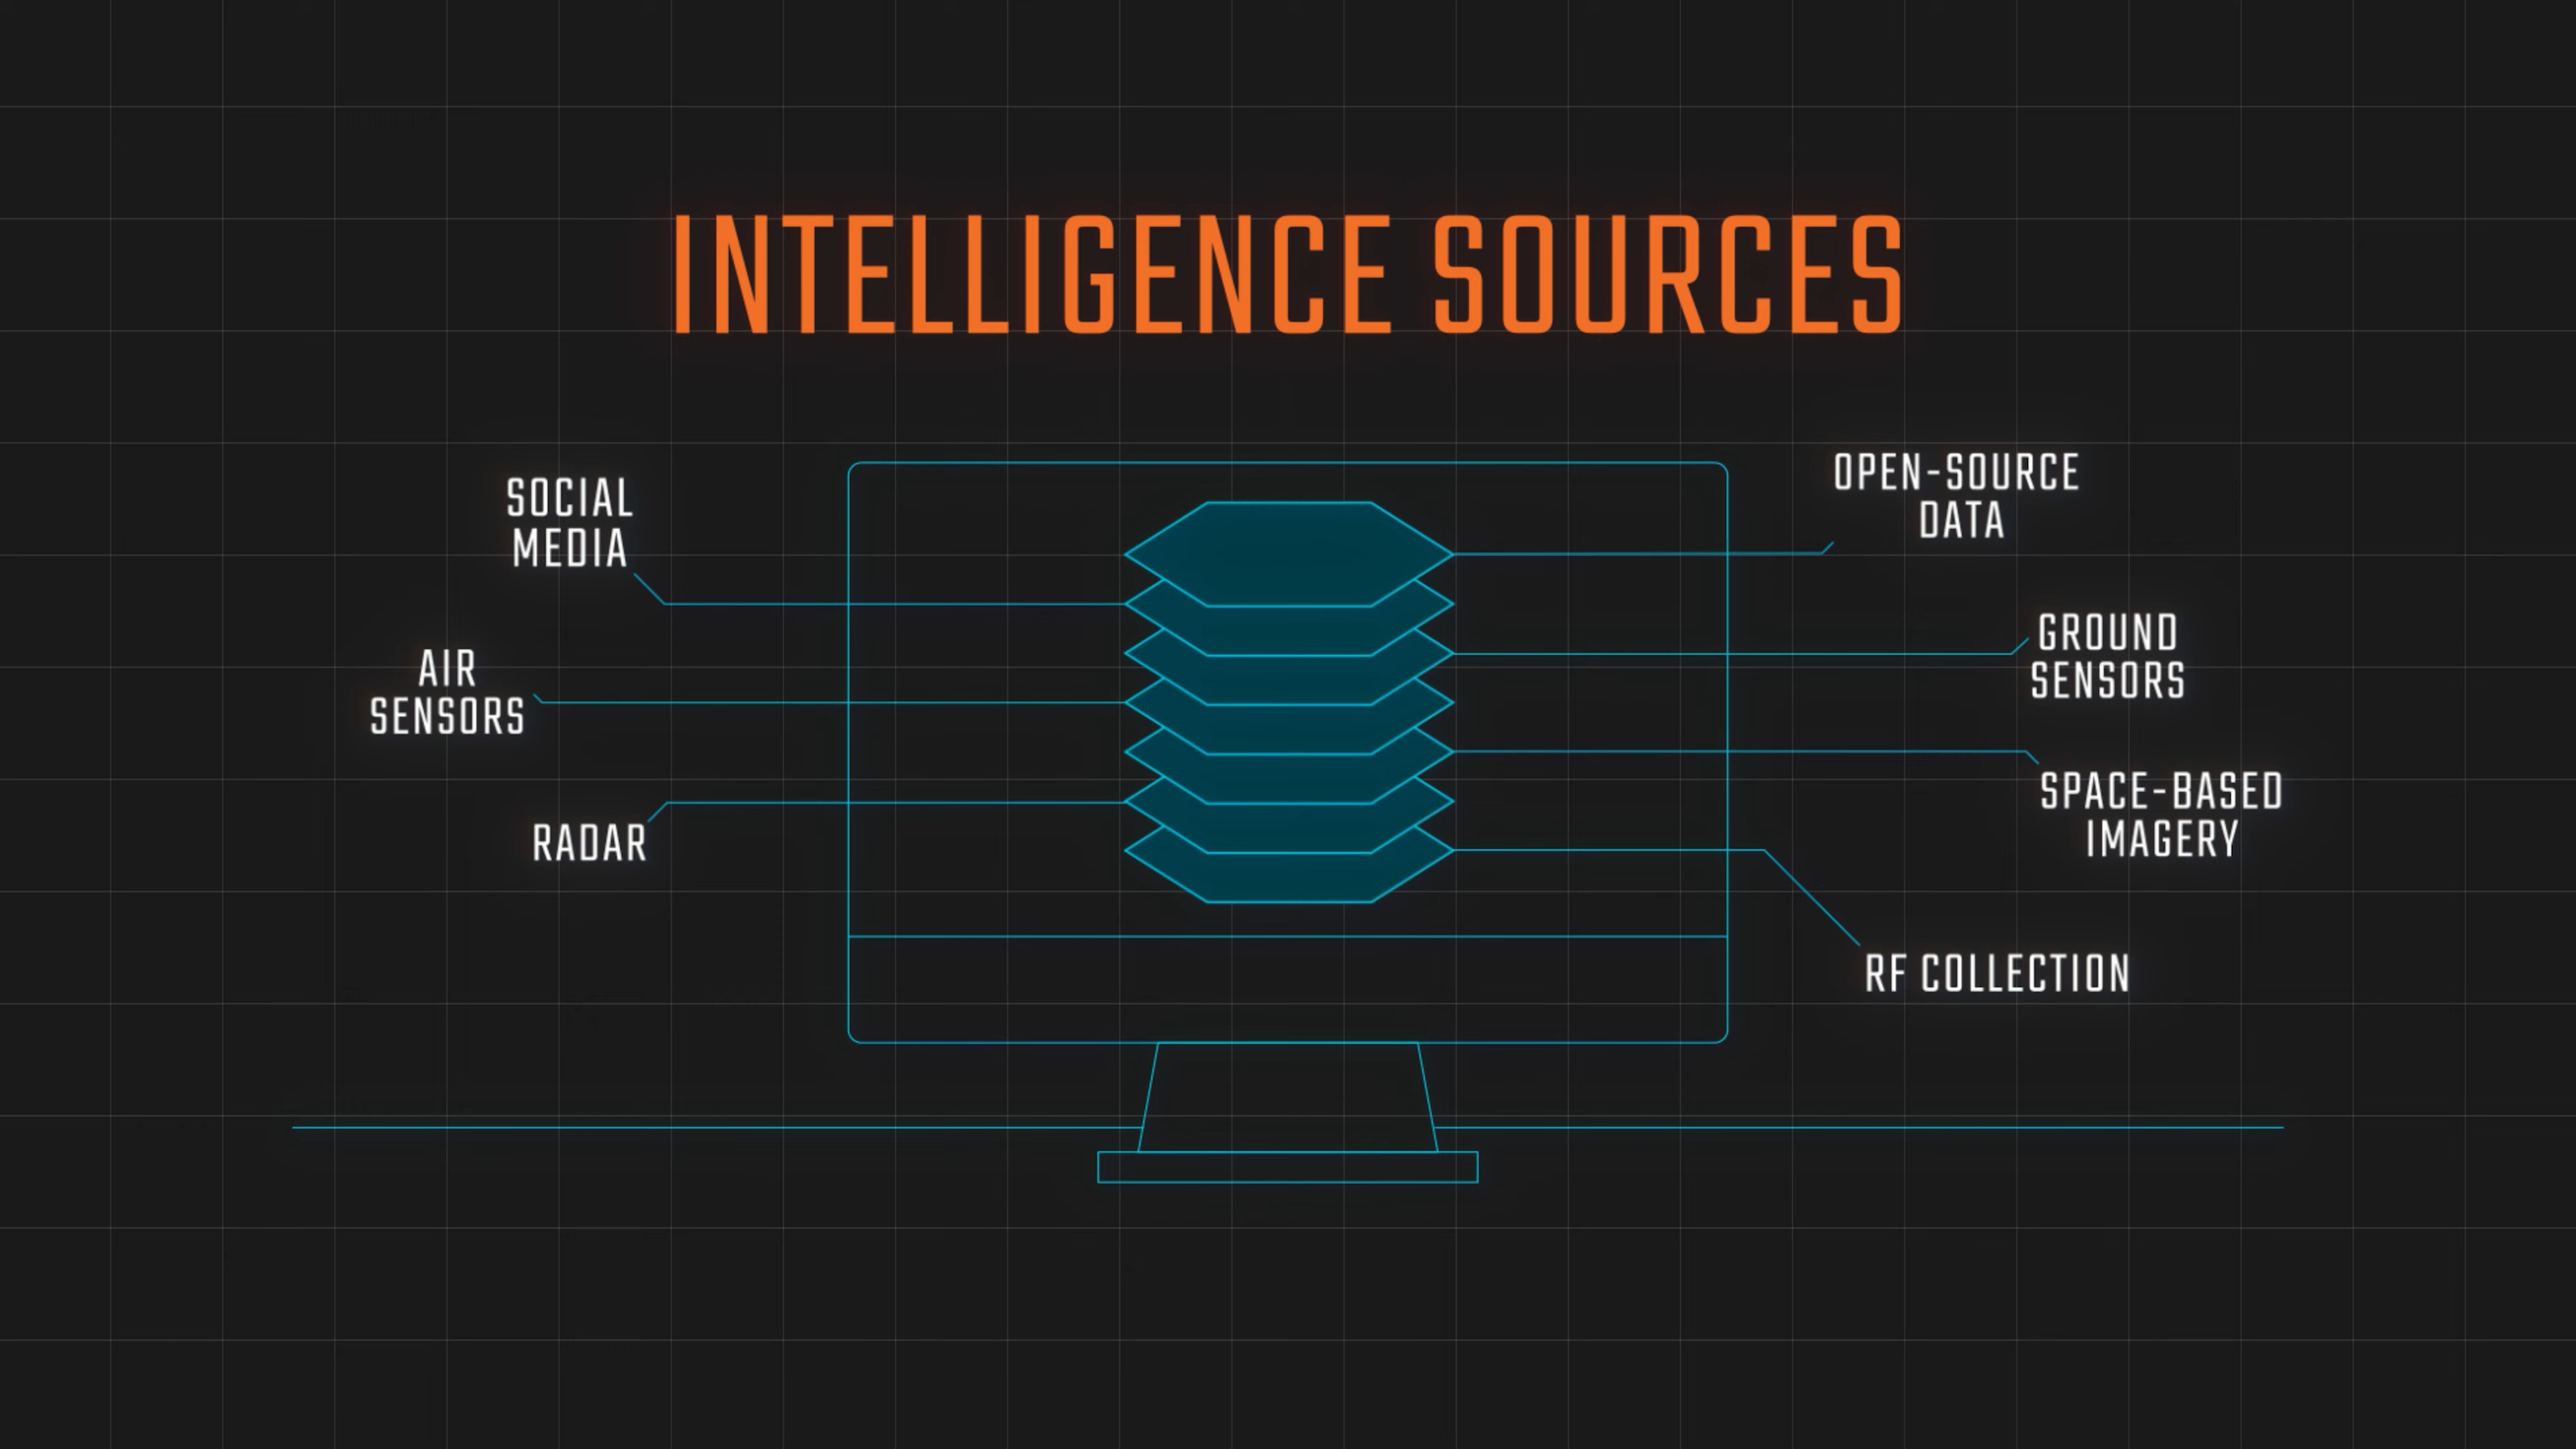 INTELLIGENCE SOURCES
SOCIAL
MEDIA
AIR
SENSORS
RADAR
OPEN-SOURCE
DATA
GROUND
SENSORS
SPACE-BASED
IMAGERY
RF COLLECTION